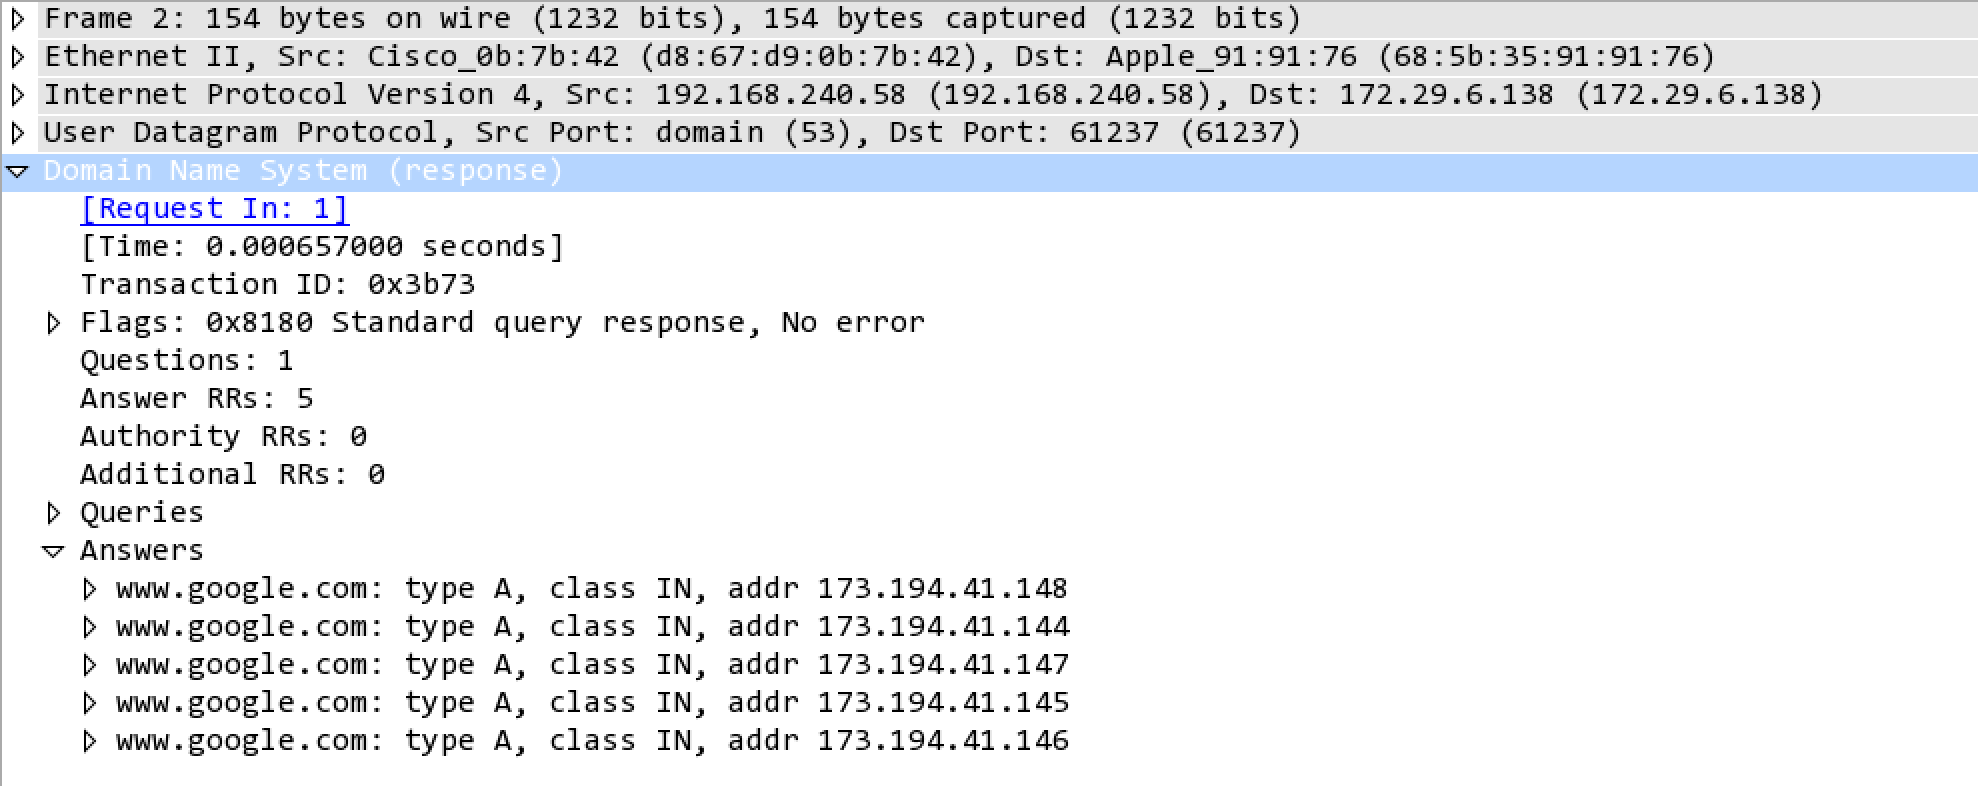 Frame 2: 154 bytes on wire (1232 bits), 154 bytes captured (1232 bits)
Ethernet II, Src: Cisco_0b:7b:42 (d8:67:d9:0b:7b:42), Dst: Apple_91:91:76 (68:5b:35:91:91:76)
Internet Protocol Version 4, Src: 192.168.240.58 (192.168.240.58), Dst: 172.29.6.138 (172.29.6.138)
User Datagram Protocol, Src Port: domain (53), Dst Port: 61237 (61237)
Domain Name System (response)
[Request In: 1]
[Time: 0.000657000 seconds]
Transaction ID: 0x3b73
Flags: 0x8180 Standard query response, No error
Questions: 1
Answer RRs: 5
Authority RRs: 0
Additional RRs: 0
Queries
Answers
www.google.com: type A, class IN, addr 173.194.41.148
www.google.com: type A, class IN, addr 173.194.41.144
www.google.com: type A, class IN, addr 173.194.41.147
www.google.com: type A, class IN, addr 173.194.41.145
www.google.com: type A, class IN, addr 173.194.41.146